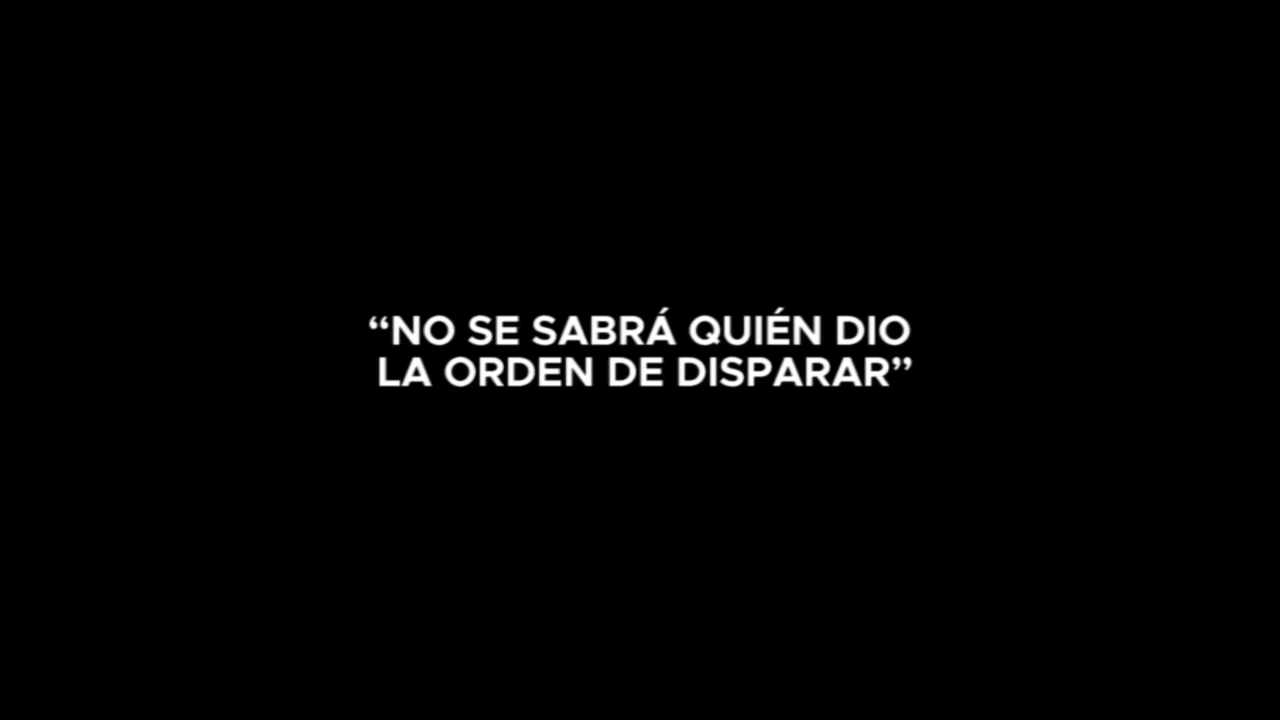 “NO SE SABRÁ QUIÉN DIO
LA ORDEN DE DISPARAR”